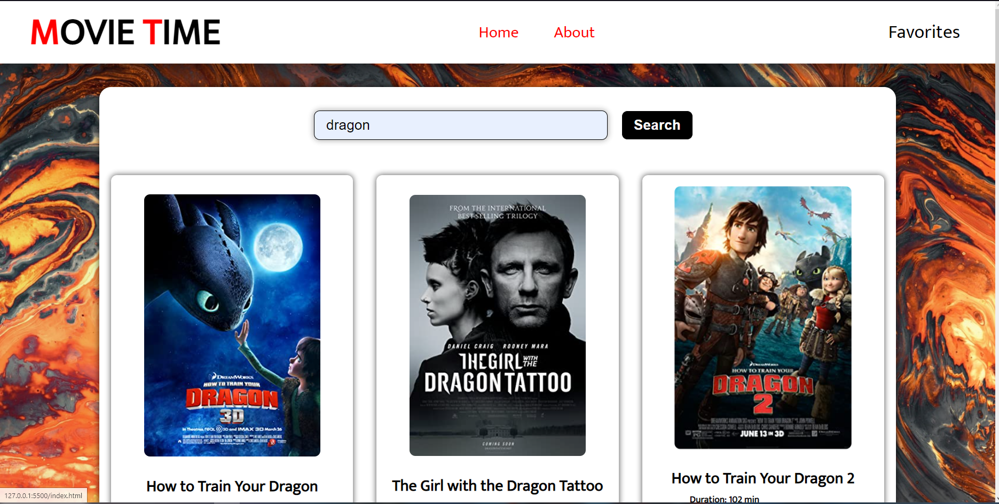 MOVIE TIME
Home
About
Favorites
dragon
Search
DREAMWORKS
HOW TO TRAIN YOUR
DRAGON
3D
In Theatres, REAL D 3D and IMAX 3D March 26
How to Train Your Dragon
FROM THE INTERNATIONAL
BEST-SELLING TRILOGY
DANIEL CRAIG ROONEY MARA
THE GIRL WITH THE
DRAGON TATTOO
COMING SOON
The Girl with the Dragon Tattoo
DREAMWORKS
HOW TO TRAIN YOUR
DRAGON
2
PG
JUNE 13 IN 3D
How to Train Your Dragon 2
Duration: 102 min
127.0.0.1:5500/index.html